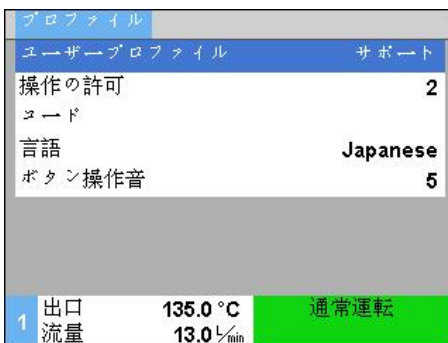 プロファイル
ユーザープロファイル サポート
操作の許可 2
コード
言語 Japanese
ボタン操作音 5
1 出口 135.0 °C 通常運転
流量 13.0 L/min